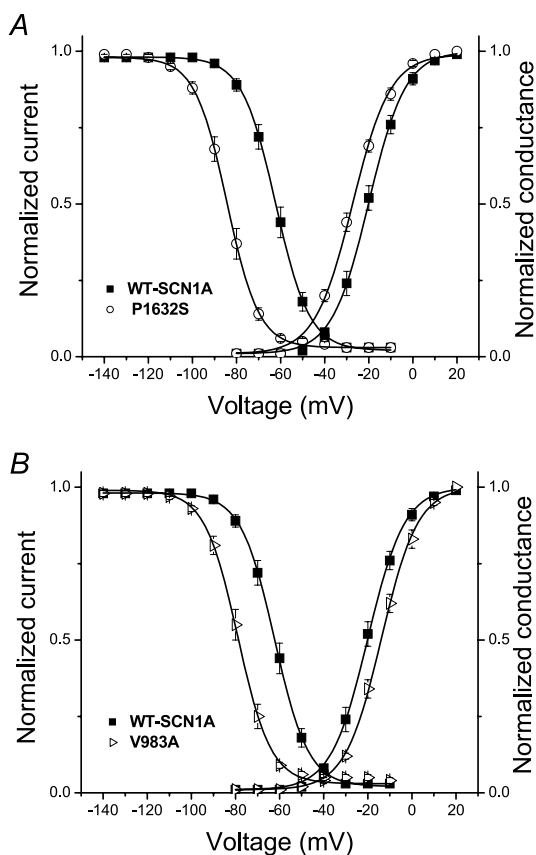 A
1.0
0.5
0.0
Normalized current
1.0
0.5
0.0
Normalized conductance
WT-SCN1A
P1632S
-140 -120 -100 -80 -60 -40 -20 0 20
Voltage (mV)
B
1.0
0.5
0.0
Normalized current
1.0
0.5
0.0
Normalized conductance
WT-SCN1A
V983A
-140 -120 -100 -80 -60 -40 -20 0 20
Voltage (mV)